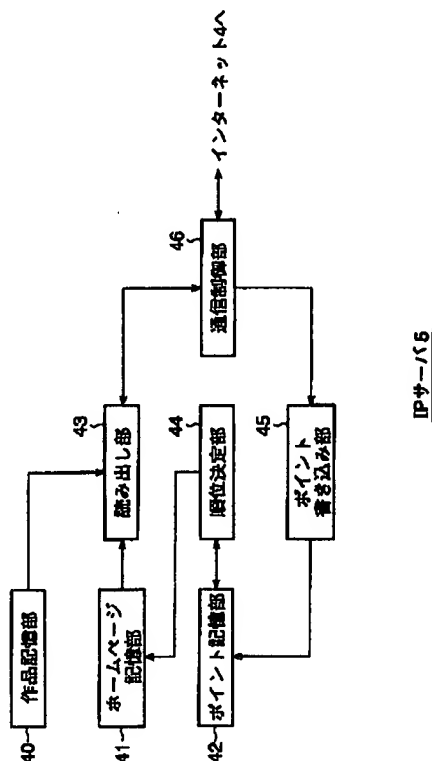 40
作品記憶部
41
ホームページ
記憶部
42
ポイント記憶部
43
読み出し部
44
順位決定部
45
ポイント
書き込み部
46
通信制御部
インターネット4へ
IPサーバ5